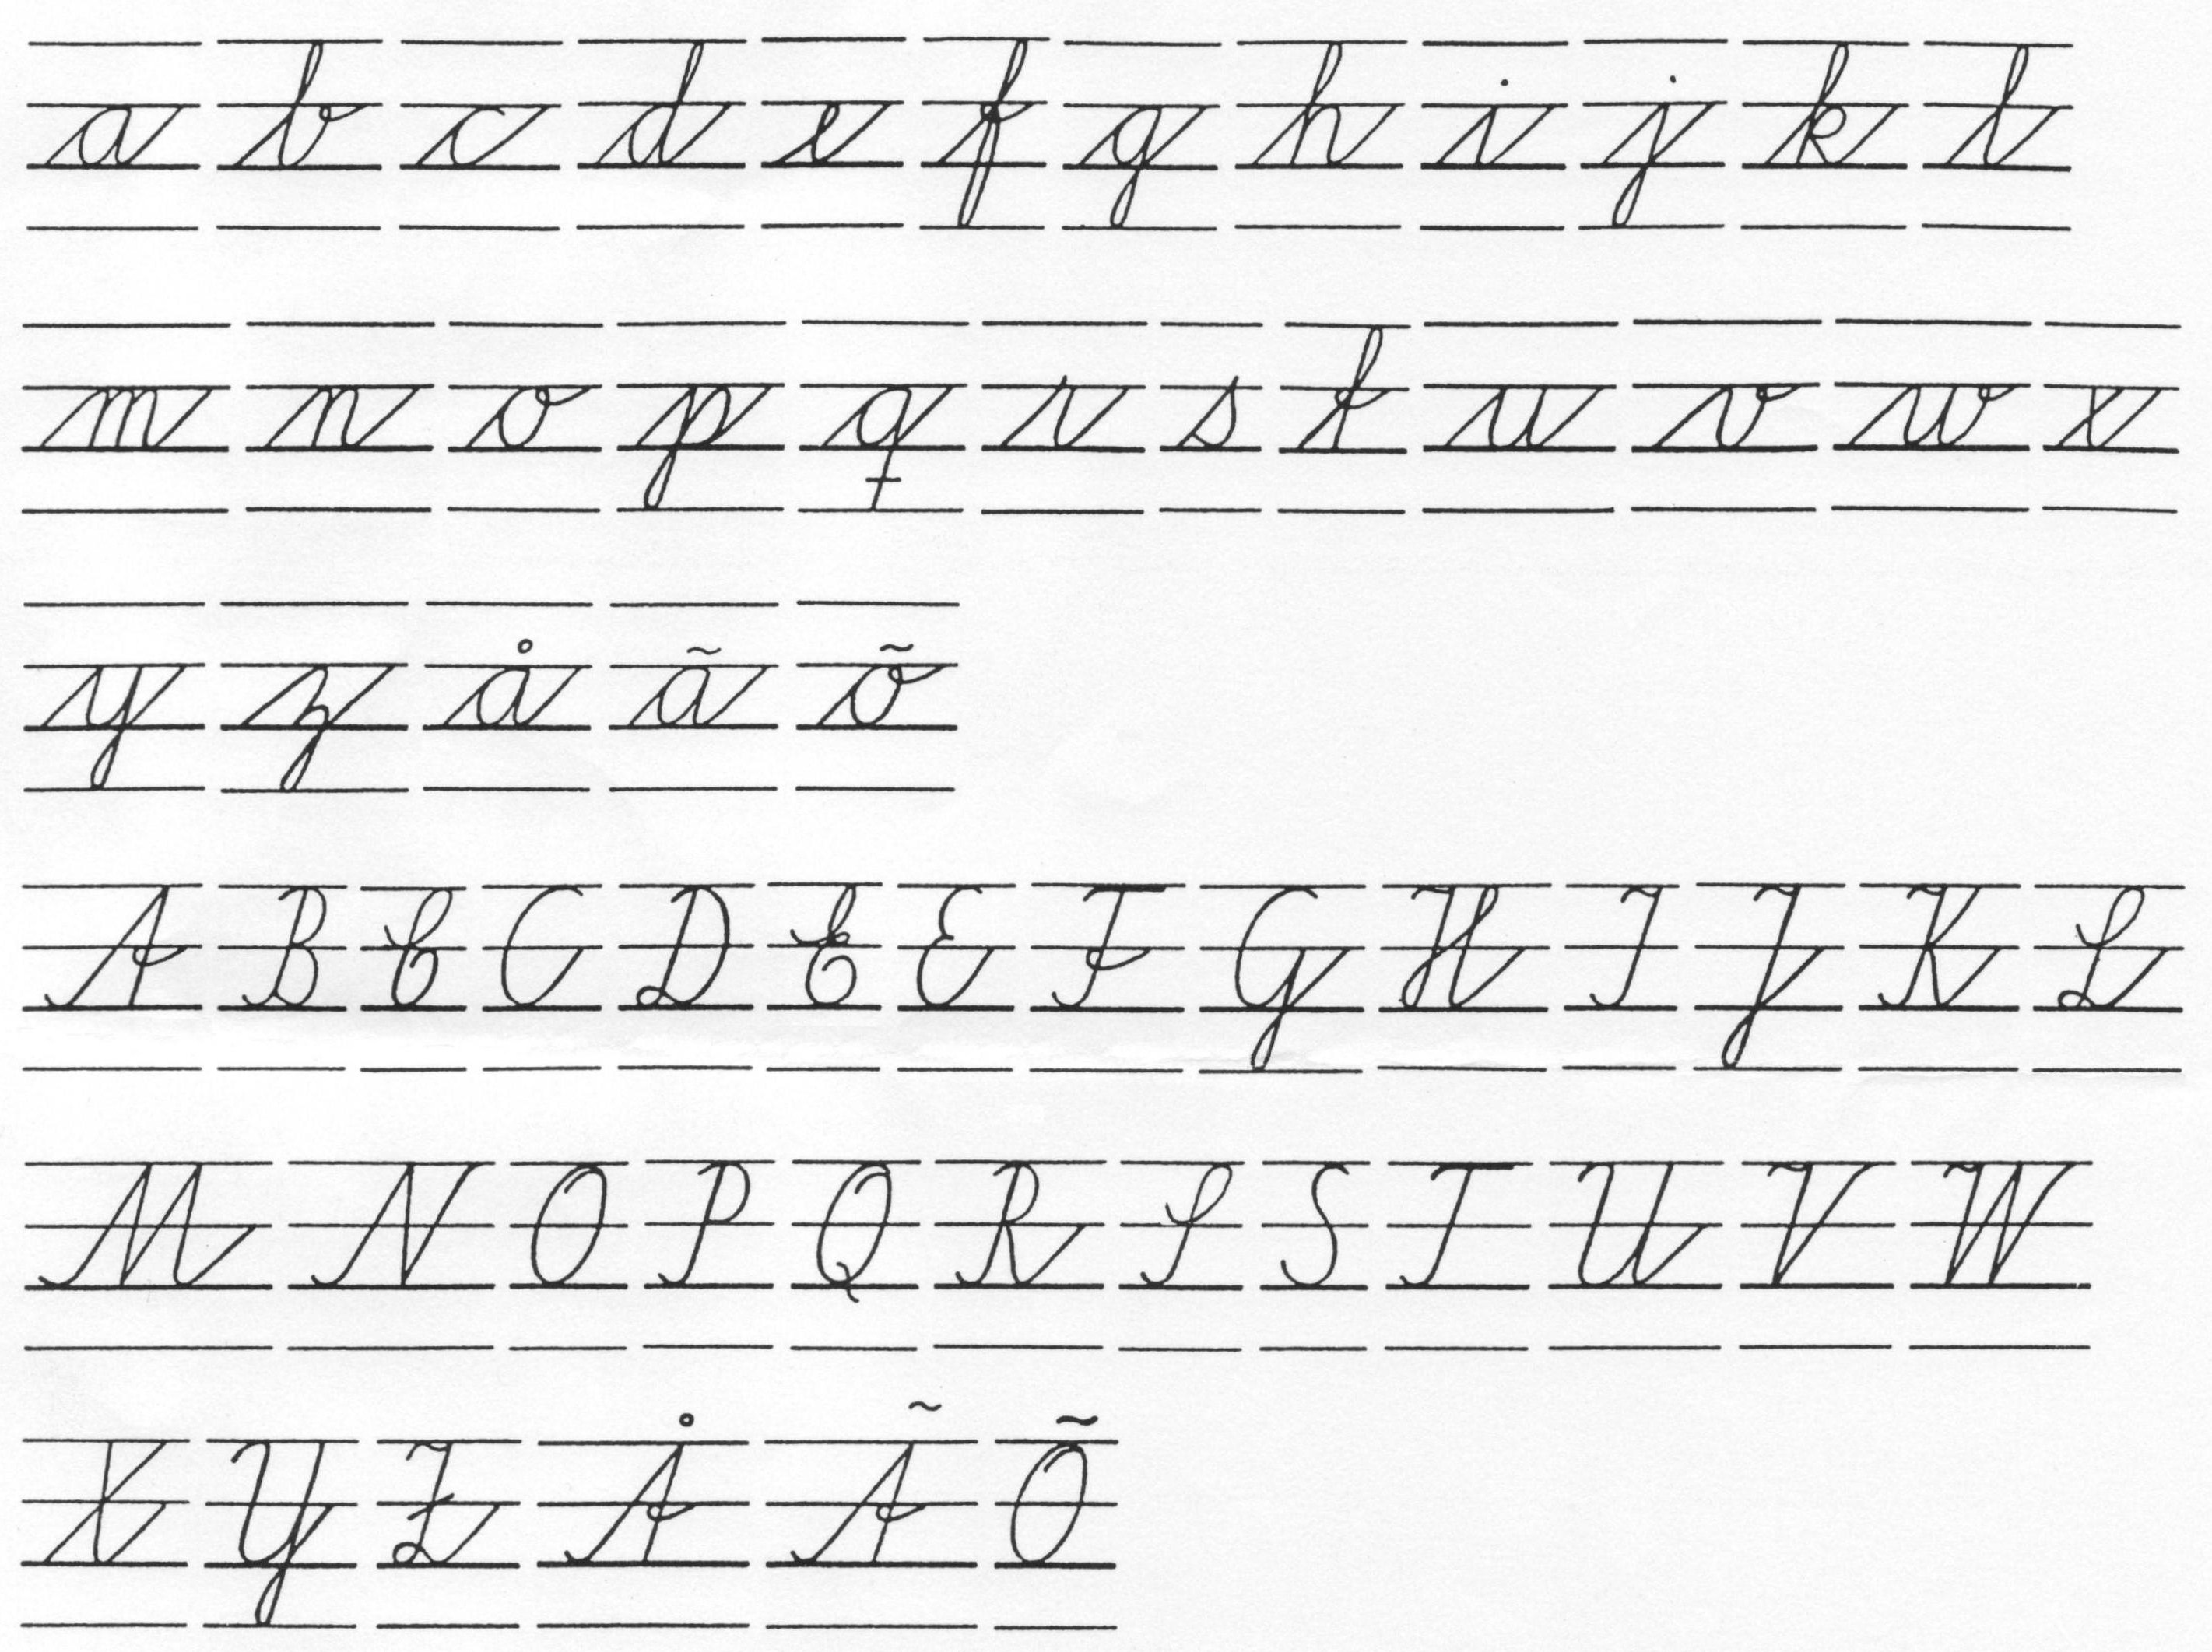 a b c d e f g h i j k l
m n o p q r s t u v w x
y z å ã õ
A B C C D E E F G H I J K L
M N O P Q R S S T U V W
X Y Z Å Ã Õ